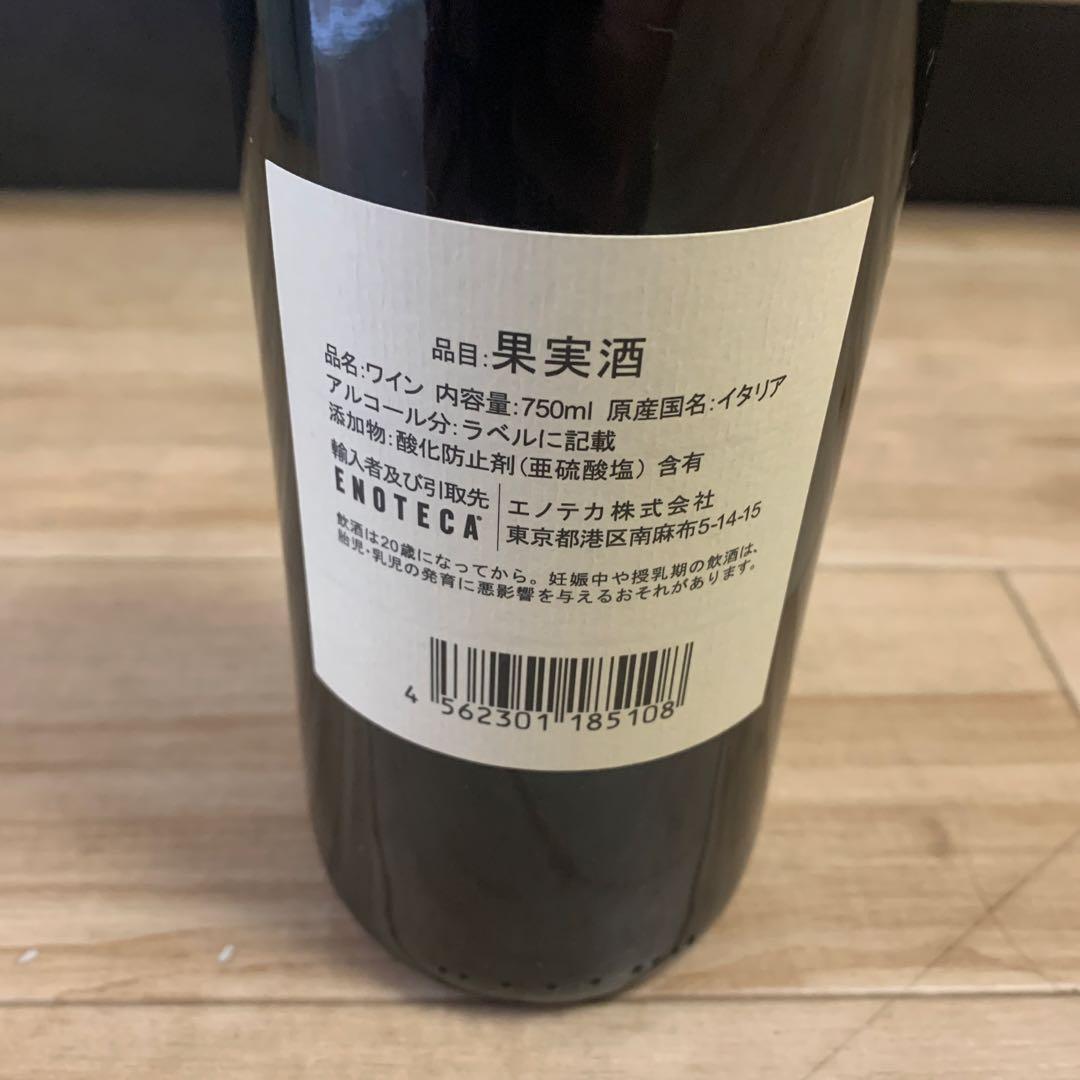 品目:果実酒
品名:ワイン 内容量:750ml 原産国名:イタリア
アルコール分:ラベルに記載
添加物:酸化防止剤(亜硫酸塩) 含有
輸入者及び引取先
ENOTECA
エノテカ株式会社
東京都港区南麻布5-14-15
飲酒は20歳になってから。妊娠中や授乳期の飲酒は、
胎児・乳児の発育に悪影響を与えるおそれがあります。
4 562301 185108